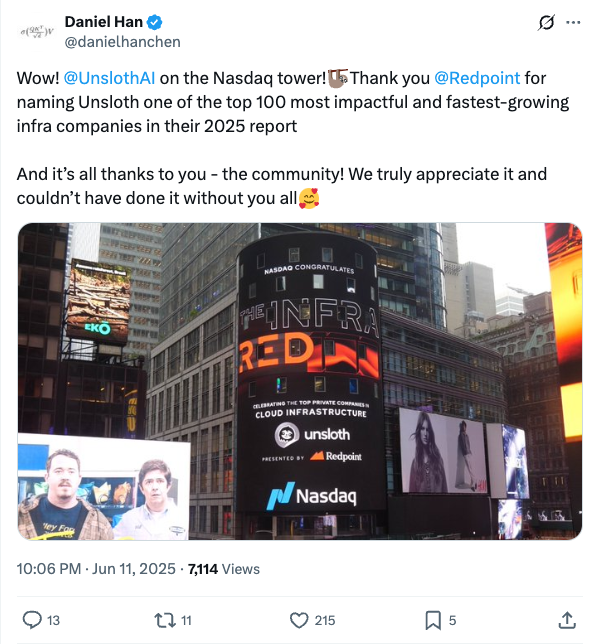 Daniel Han
@danielhanchen
Wow! @UnslothAI on the Nasdaq tower!🦥Thank you @Redpoint for
naming Unsloth one of the top 100 most impactful and fastest-growing
infra companies in their 2025 report
And it’s all thanks to you - the community! We truly appreciate it and
couldn’t have done it without you all🥰
NASDAQ CONGRATULATES
THE INFRA
RED
CELEBRATING THE TOP PRIVATE COMPANIES IN
CLOUD INFRASTRUCTURE
unsloth
PRESENTED BY Redpoint
Nasdaq
EKŌ
10:06 PM · Jun 11, 2025 · 7,114 Views
13
11
215
5